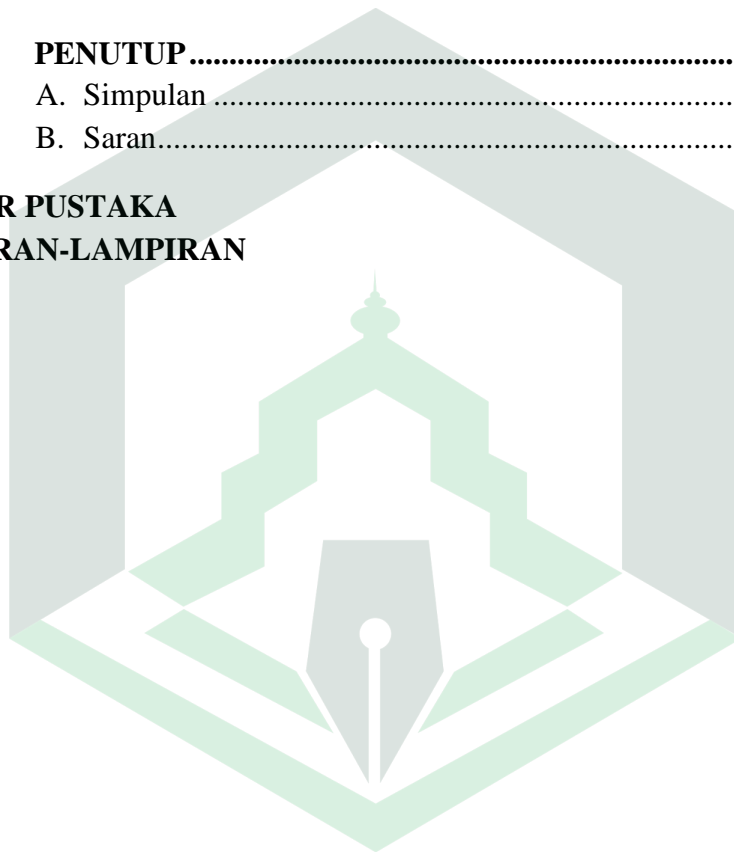 PENUTUP....................................................................
A. Simpulan .................................................................
B. Saran........................................................................
R PUSTAKA
RAN-LAMPIRAN